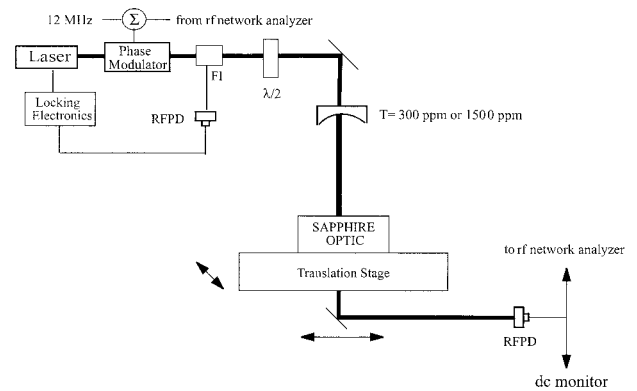 12 MHz
Σ
from rf network analyzer
Laser
Phase
Modulator
FI
λ/2
Locking
Electronics
RFPD
T= 300 ppm or 1500 ppm
SAPPHIRE
OPTIC
Translation Stage
to rf network analyzer
RFPD
dc monitor